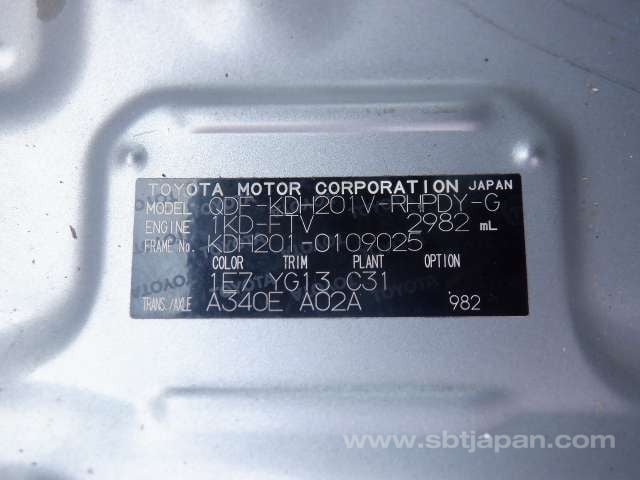 TOYOTA MOTOR CORPORATION JAPAN
MODEL QDF-KDH201V-RHPDY-G
ENGINE 1KD-FTV 2982 mL
FRAME No. KDH201-0109025
COLOR TRIM PLANT OPTION
1E7 YG13 C31
TRANS./AXLE A340E A02A 982
www.sbtjapan.com